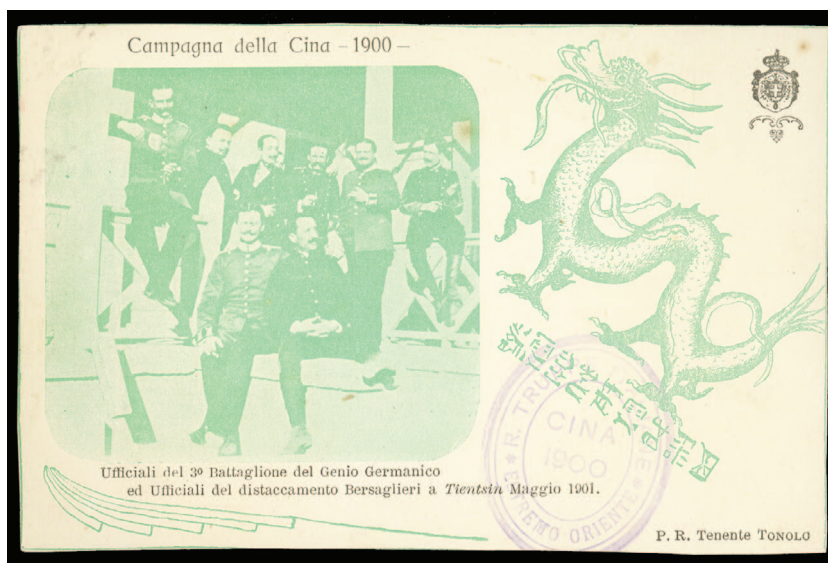 Campagna della Cina – 1900 –
Ufficiali del 3º Battaglione del Genio Germanico
ed Ufficiali del distaccamento Bersaglieri a Tientsin Maggio 1901.
P. R. Tenente TONOLO
R. TRU
CINA
1900
ESTREMO ORIENTE